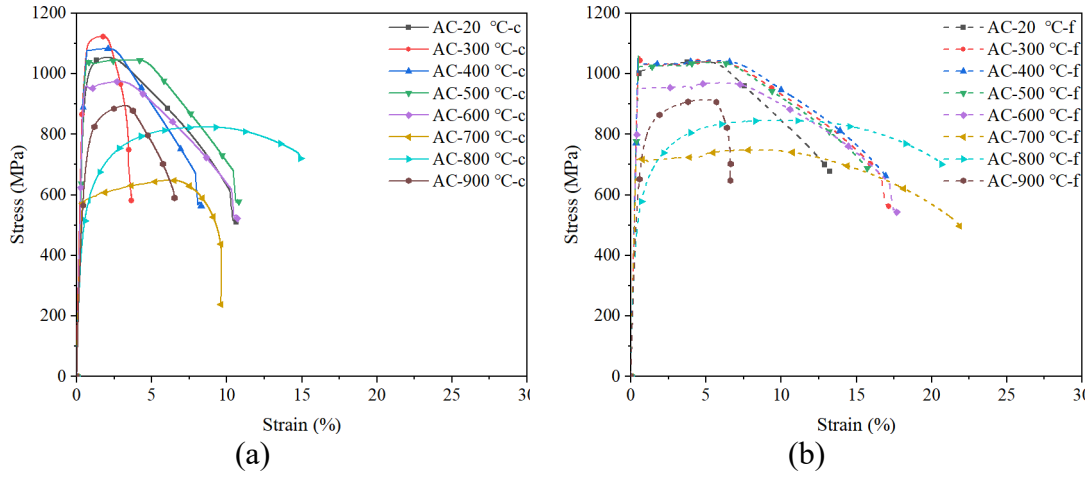 1200
1000
800
600
400
200
0
Stress (MPa)
0 5 10 15 20 25 30
Strain (%)
AC-20 ℃-c
AC-300 ℃-c
AC-400 ℃-c
AC-500 ℃-c
AC-600 ℃-c
AC-700 ℃-c
AC-800 ℃-c
AC-900 ℃-c
(a)
1200
1000
800
600
400
200
0
Stress (MPa)
0 5 10 15 20 25 30
Strain (%)
AC-20 ℃-f
AC-300 ℃-f
AC-400 ℃-f
AC-500 ℃-f
AC-600 ℃-f
AC-700 ℃-f
AC-800 ℃-f
AC-900 ℃-f
(b)